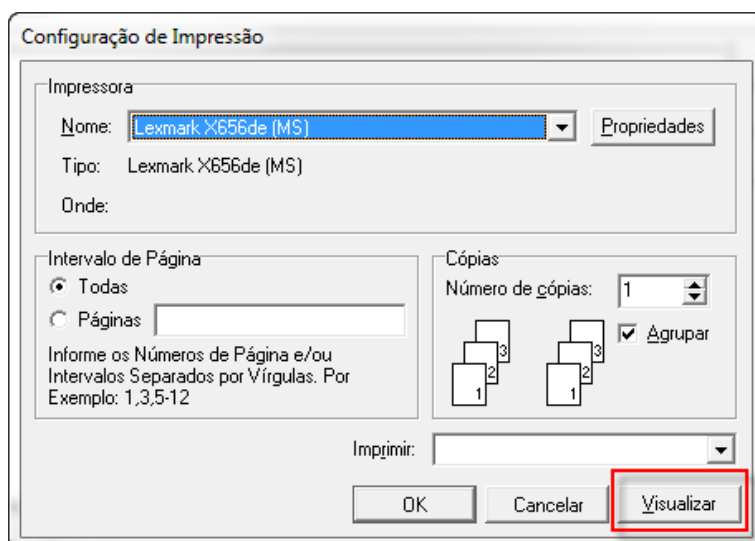 Configuração de Impressão
Impressora
Nome: Lexmark X656de (MS) Propriedades
Tipo: Lexmark X656de (MS)
Onde:
Intervalo de Página
Todas
Páginas
Informe os Números de Página e/ou
Intervalos Separados por Vírgulas. Por
Exemplo: 1,3,5-12
Cópias
Número de cópias: 1
3 3
2 2
1 1
Agrupar
Imprimir:
OK Cancelar Visualizar